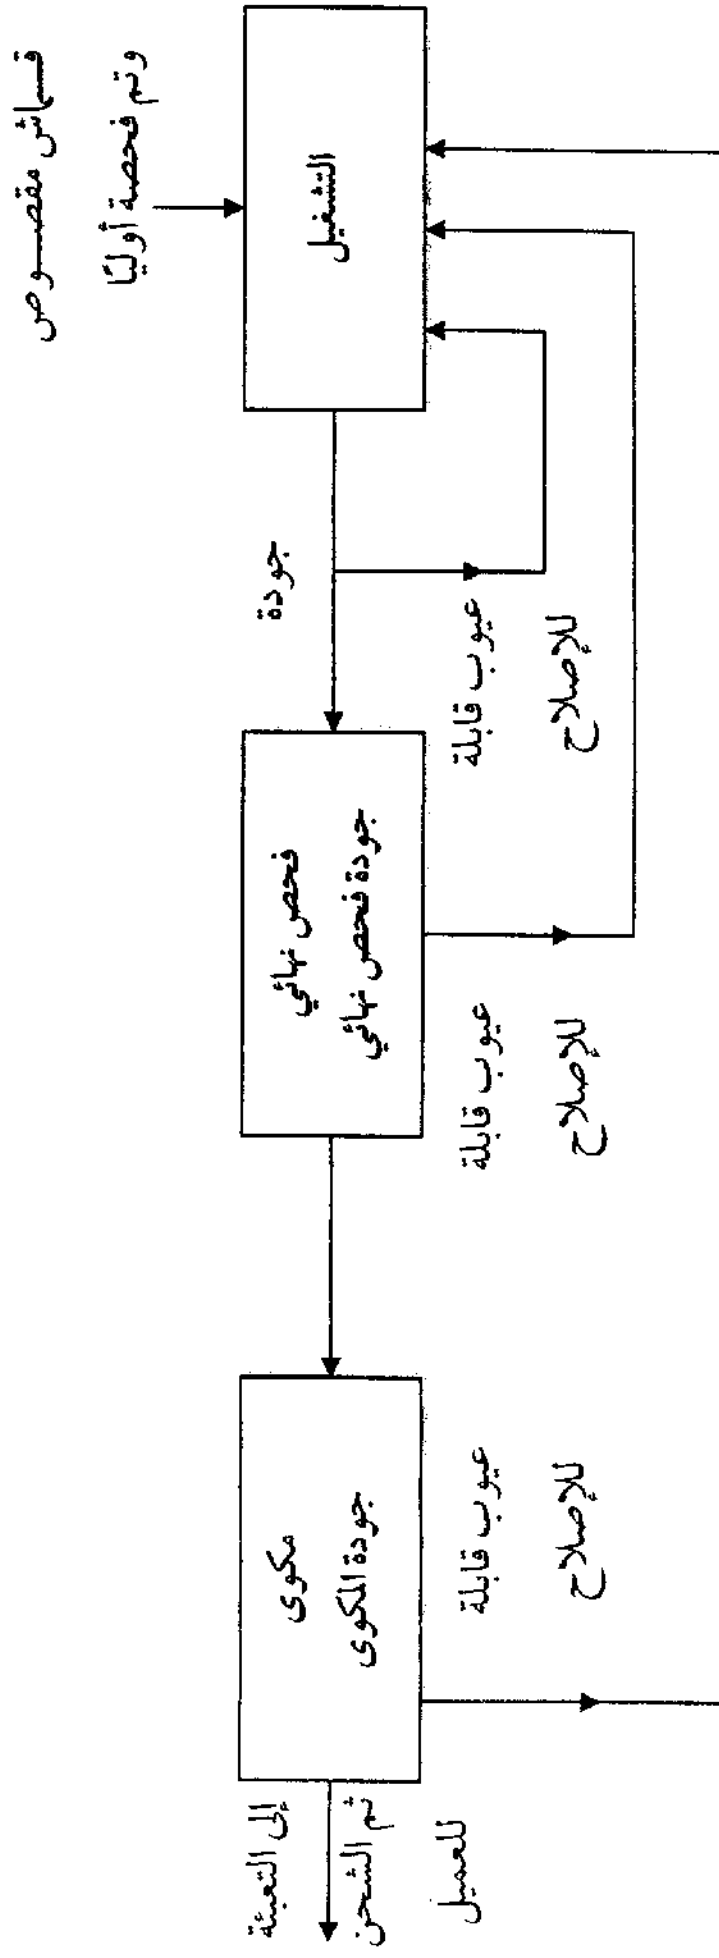 قماش مقصوص
وتم فحصة أوليًا
التشغيل
جودة
عيوب قابلة
للإصلاح
فحص نهائي
جودة فحص نهائي
عيوب قابلة
للإصلاح
مكوى
جودة المكوى
عيوب قابلة
للإصلاح
إلى التعبئة
ثم الشحن
للعميل